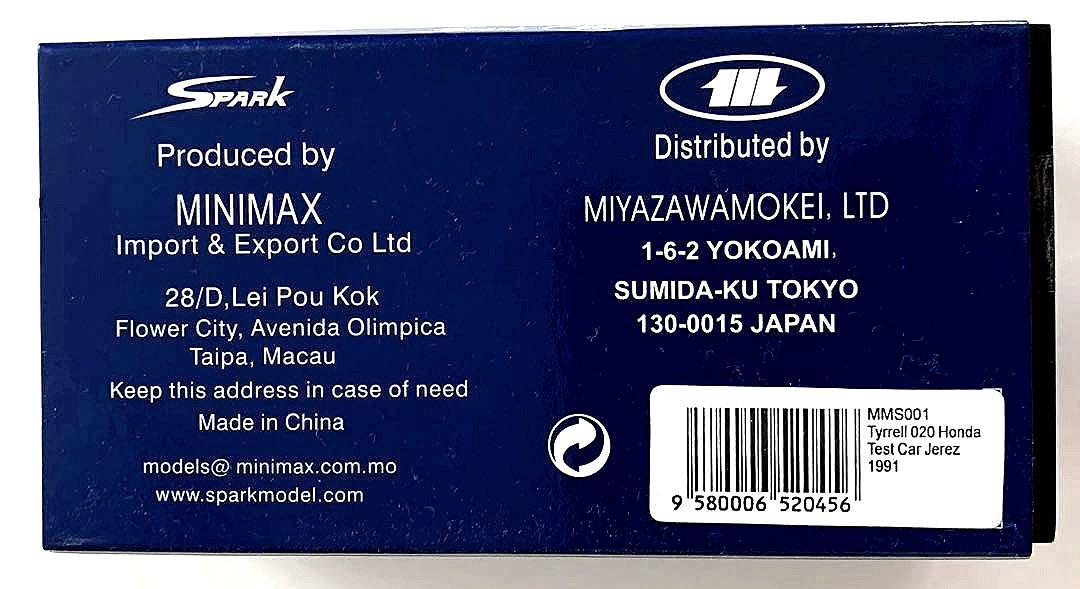 SPARK
Produced by
MINIMAX
Import & Export Co Ltd
28/D,Lei Pou Kok
Flower City, Avenida Olimpica
Taipa, Macau
Keep this address in case of need
Made in China
models@ minimax.com.mo
www.sparkmodel.com
Distributed by
MIYAZAWAMOKEI, LTD
1-6-2 YOKOAMI,
SUMIDA-KU TOKYO
130-0015 JAPAN
MMS001
Tyrrell 020 Honda
Test Car Jerez
1991
9 580006 520456